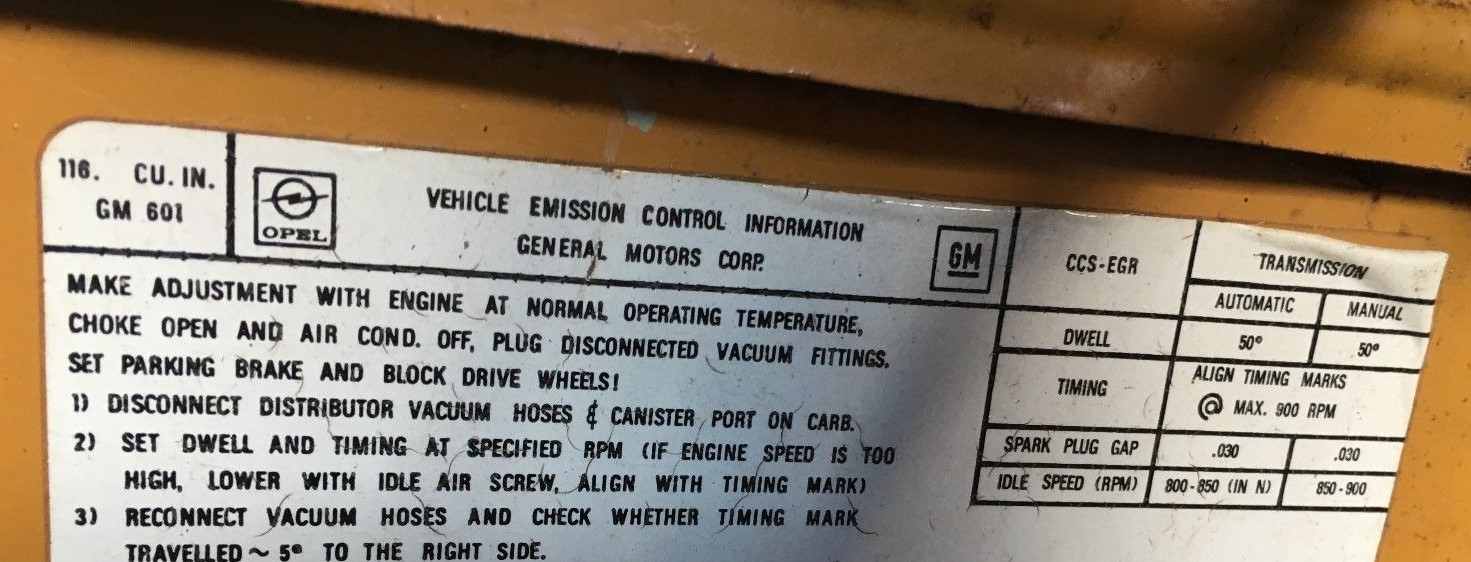 116. CU. IN.
GM 601
OPEL
VEHICLE EMISSION CONTROL INFORMATION
GENERAL MOTORS CORP.
GM
MAKE ADJUSTMENT WITH ENGINE AT NORMAL OPERATING TEMPERATURE,
CHOKE OPEN AND AIR COND. OFF, PLUG DISCONNECTED VACUUM FITTINGS.
SET PARKING BRAKE AND BLOCK DRIVE WHEELS!
1) DISCONNECT DISTRIBUTOR VACUUM HOSES & CANISTER PORT ON CARB.
2) SET DWELL AND TIMING AT SPECIFIED RPM (IF ENGINE SPEED IS TOO
HIGH, LOWER WITH IDLE AIR SCREW, ALIGN WITH TIMING MARK)
3) RECONNECT VACUUM HOSES AND CHECK WHETHER TIMING MARK
TRAVELLED ~ 5° TO THE RIGHT SIDE.
CCS-EGR TRANSMISSION
AUTOMATIC MANUAL
DWELL 50° 50°
TIMING ALIGN TIMING MARKS
@ MAX. 900 RPM
SPARK PLUG GAP .030 .030
IDLE SPEED (RPM) 800-850 (IN N) 850-900